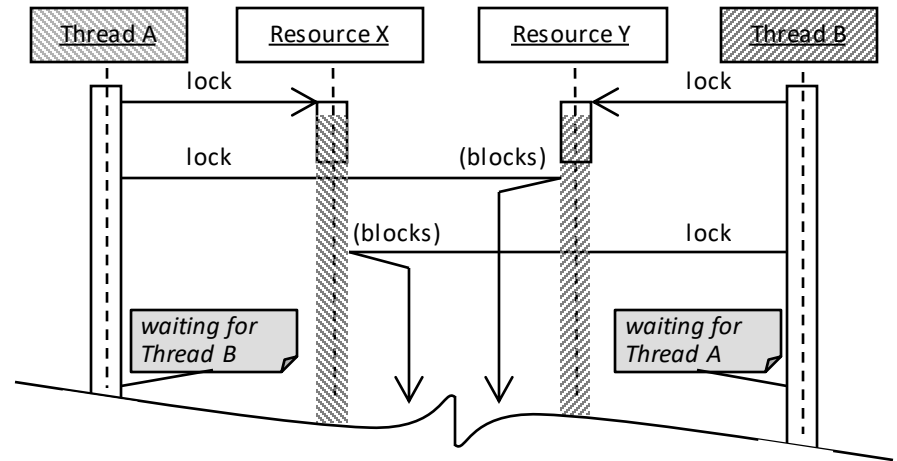 Thread A
Resource X
Resource Y
Thread B
lock
lock
lock
(blocks)
(blocks)
lock
waiting for
Thread B
waiting for
Thread A